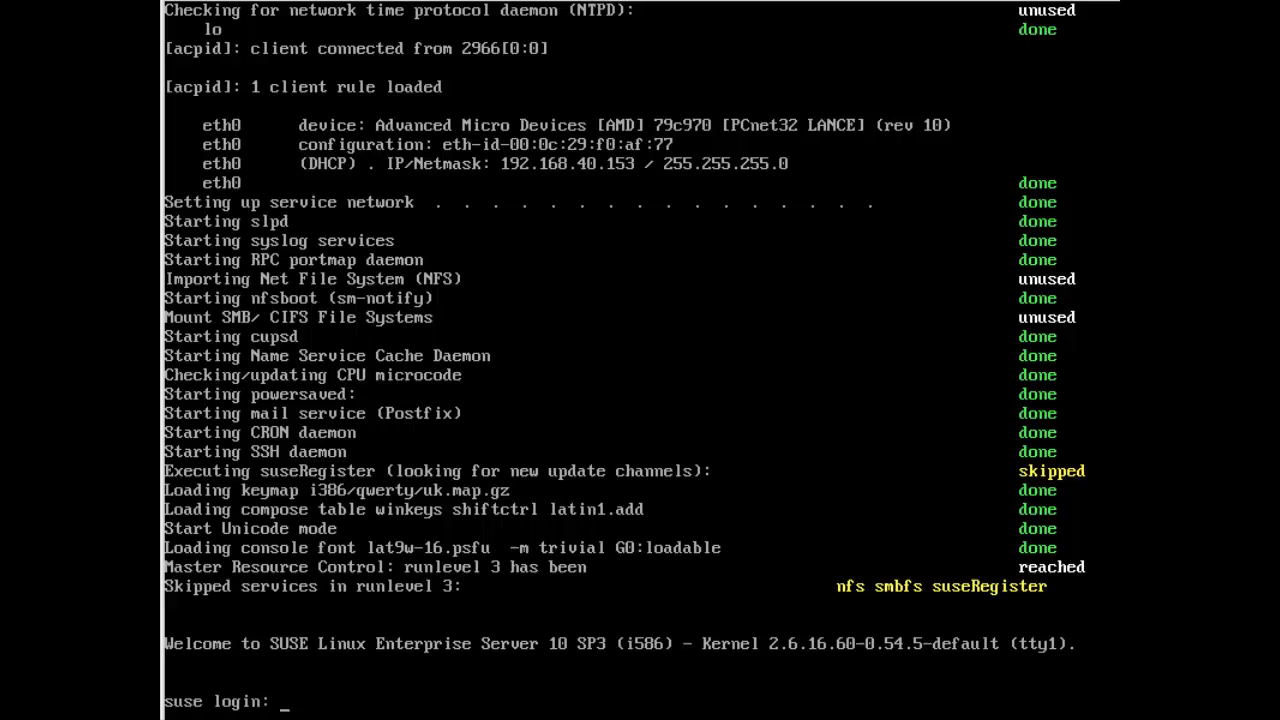 Checking for network time protocol daemon (NTPD): unused
lo done
[acpid]: client connected from 2966[0:0]
[acpid]: 1 client rule loaded
eth0 device: Advanced Micro Devices [AMD] 79c970 [PCnet32 LANCE] (rev 10)
eth0 configuration: eth-id-00:0c:29:f0:af:77
eth0 (DHCP) . IP/Netmask: 192.168.40.153 / 255.255.255.0
eth0 done
Setting up service network . . . . . . . . . . . . . . . . done
Starting slpd done
Starting syslog services done
Starting RPC portmap daemon done
Importing Net File System (NFS) unused
Starting nfsboot (sm-notify) done
Mount SMB/ CIFS File Systems unused
Starting cupsd done
Starting Name Service Cache Daemon done
Checking/updating CPU microcode done
Starting powersaved: done
Starting mail service (Postfix) done
Starting CRON daemon done
Starting SSH daemon done
Executing suseRegister (looking for new update channels): skipped
Loading keymap i386/qwerty/uk.map.gz done
Loading compose table winkeys shiftctrl latin1.add done
Start Unicode mode done
Loading console font lat9w-16.psfu -m trivial G0:loadable done
Master Resource Control: runlevel 3 has been reached
Skipped services in runlevel 3: nfs smbfs suseRegister
Welcome to SUSE Linux Enterprise Server 10 SP3 (i586) - Kernel 2.6.16.60-0.54.5-default (tty1).
suse login: _